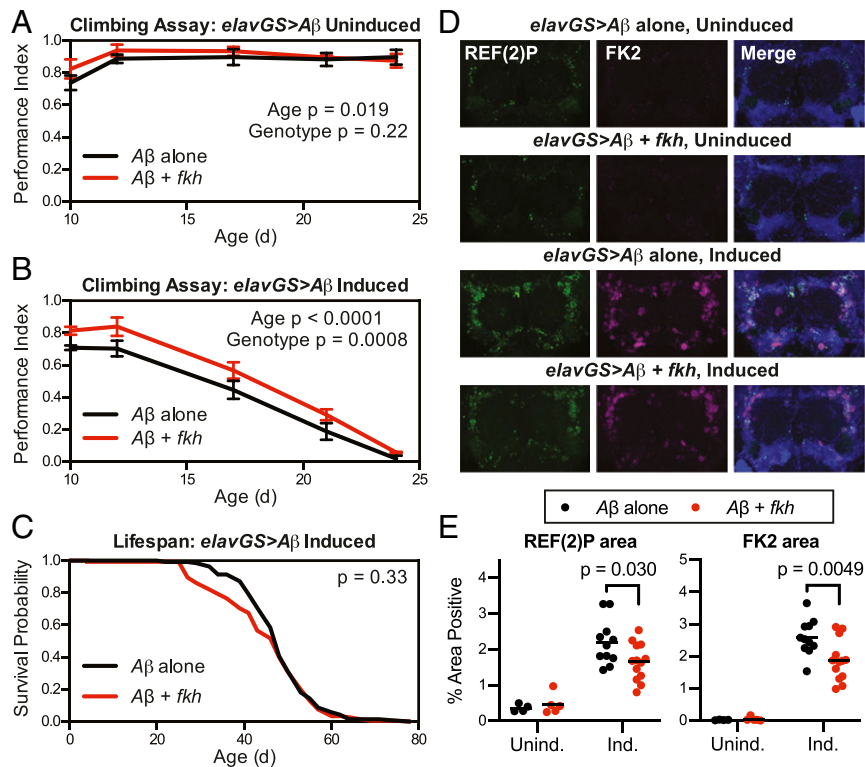 A
Climbing Assay: elavGS>Aβ Uninduced
Performance Index
1.0
0.8
0.6
0.4
0.2
0.0
Age p = 0.019
Genotype p = 0.22
Aβ alone
Aβ + fkh
10 15 20 25
Age (d)
B
Climbing Assay: elavGS>Aβ Induced
Performance Index
1.0
0.8
0.6
0.4
0.2
0.0
Age p < 0.0001
Genotype p = 0.0008
Aβ alone
Aβ + fkh
10 15 20 25
Age (d)
C
Lifespan: elavGS>Aβ Induced
Survival Probability
1.0
0.8
0.6
0.4
0.2
0.0
p = 0.33
Aβ alone
Aβ + fkh
0 20 40 60 80
Age (d)
D
elavGS>Aβ alone, Uninduced
REF(2)P FK2 Merge
elavGS>Aβ + fkh, Uninduced
elavGS>Aβ alone, Induced
elavGS>Aβ + fkh, Induced
E
Aβ alone Aβ + fkh
REF(2)P area
% Area Positive
4
3
2
1
0
p = 0.030
Unind. Ind.
FK2 area
5
4
3
2
1
0
p = 0.0049
Unind. Ind.